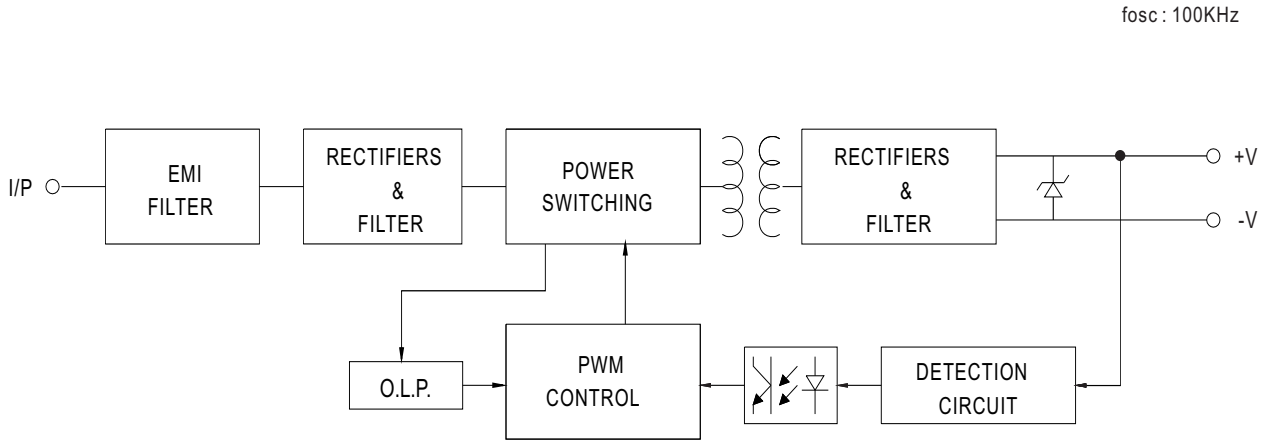 fosc : 100KHz
I/P
EMI
FILTER
RECTIFIERS
&
FILTER
POWER
SWITCHING
RECTIFIERS
&
FILTER
+V
-V
O.L.P.
PWM
CONTROL
DETECTION
CIRCUIT